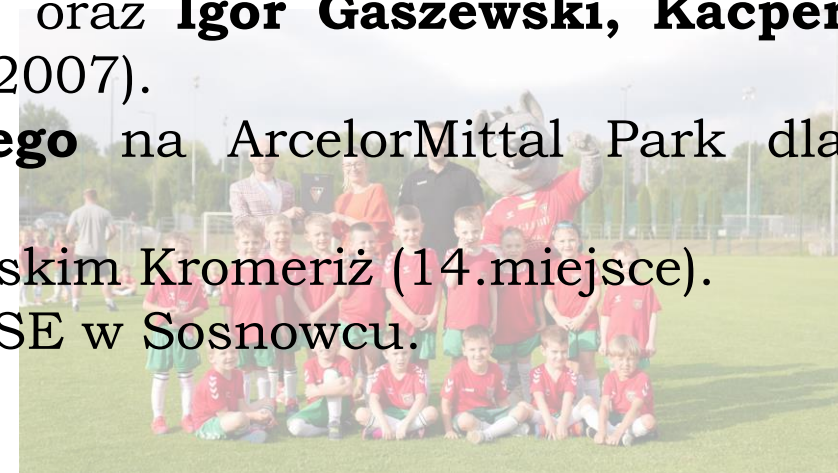 oraz Igor Gaszewski, Kacper
2007).
ego na ArcelorMittal Park dla
skim Kromeriż (14.miejsce).
SE w Sosnowcu.